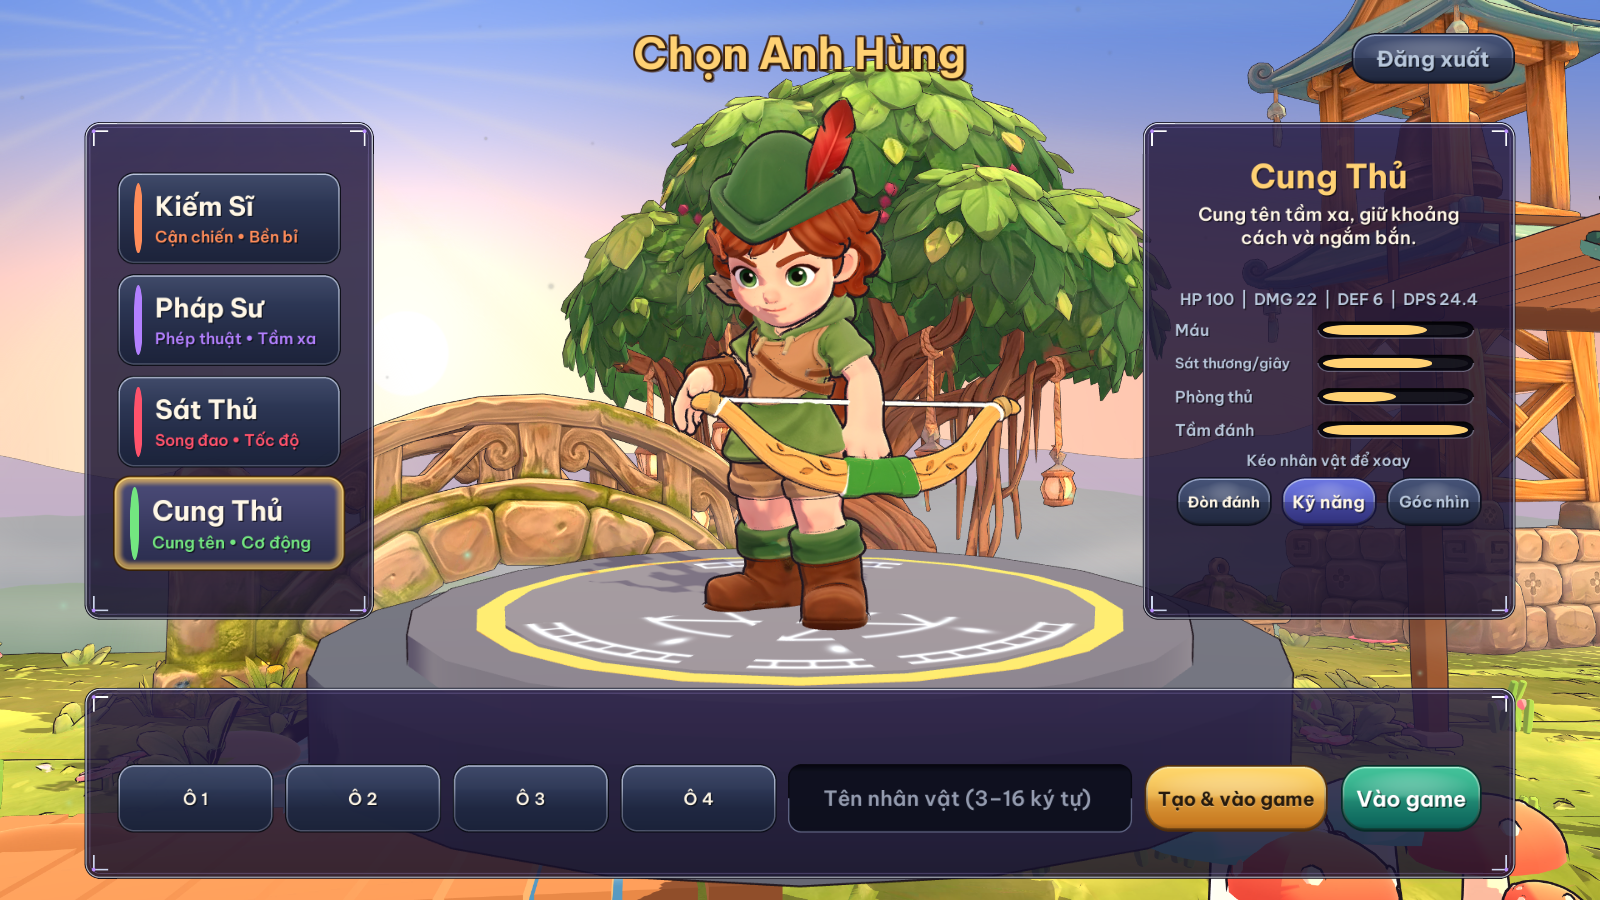 Chọn Anh Hùng
Đăng xuất
Kiếm Sĩ
Cận chiến • Bền bỉ
Pháp Sư
Phép thuật • Tầm xa
Sát Thủ
Song đao • Tốc độ
Cung Thủ
Cung tên • Cơ động
Cung Thủ
Cung tên tầm xa, giữ khoảng
cách và ngắm bắn.
HP 100 | DMG 22 | DEF 6 | DPS 24.4
Máu
Sát thương/giây
Phòng thủ
Tầm đánh
Kéo nhân vật để xoay
Đòn đánh
Kỹ năng
Góc nhìn
Ô 1
Ô 2
Ô 3
Ô 4
Tên nhân vật (3–16 ký tự)
Tạo & vào game
Vào game